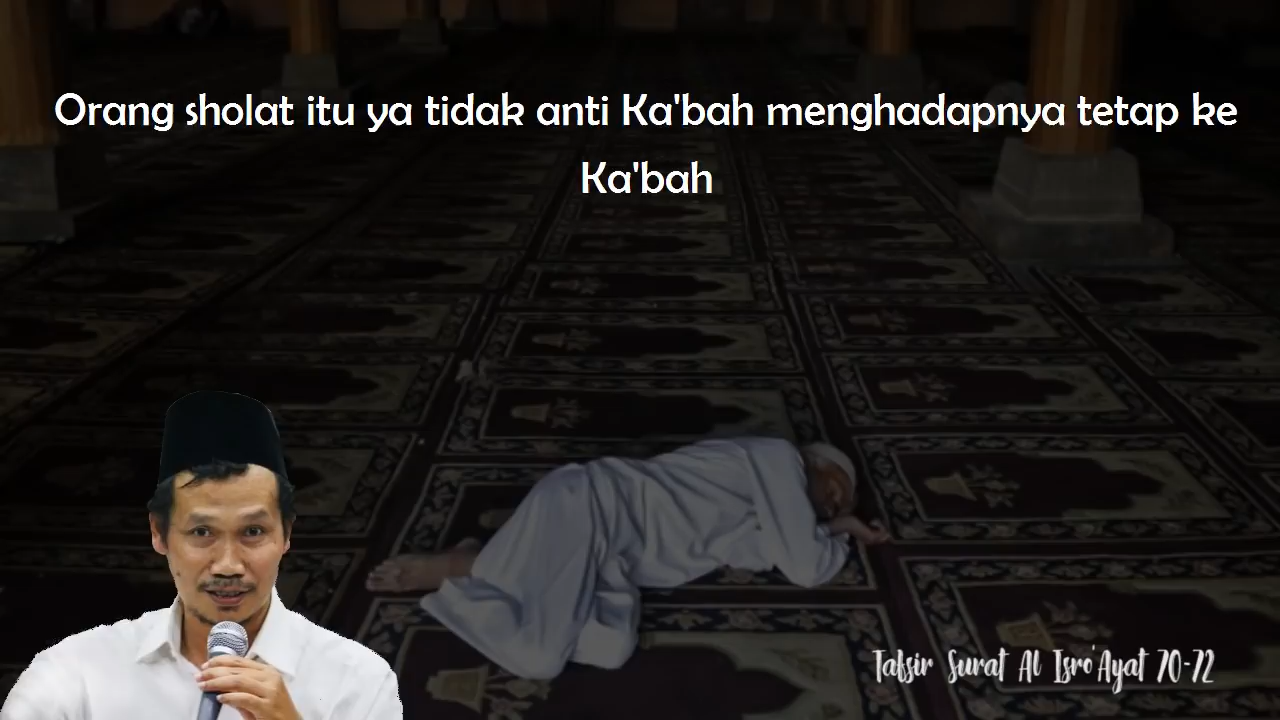 Orang sholat itu ya tidak anti Ka'bah menghadapnya tetap ke
Ka'bah
Tafsir Surat Al Isro'Ayat 70-72